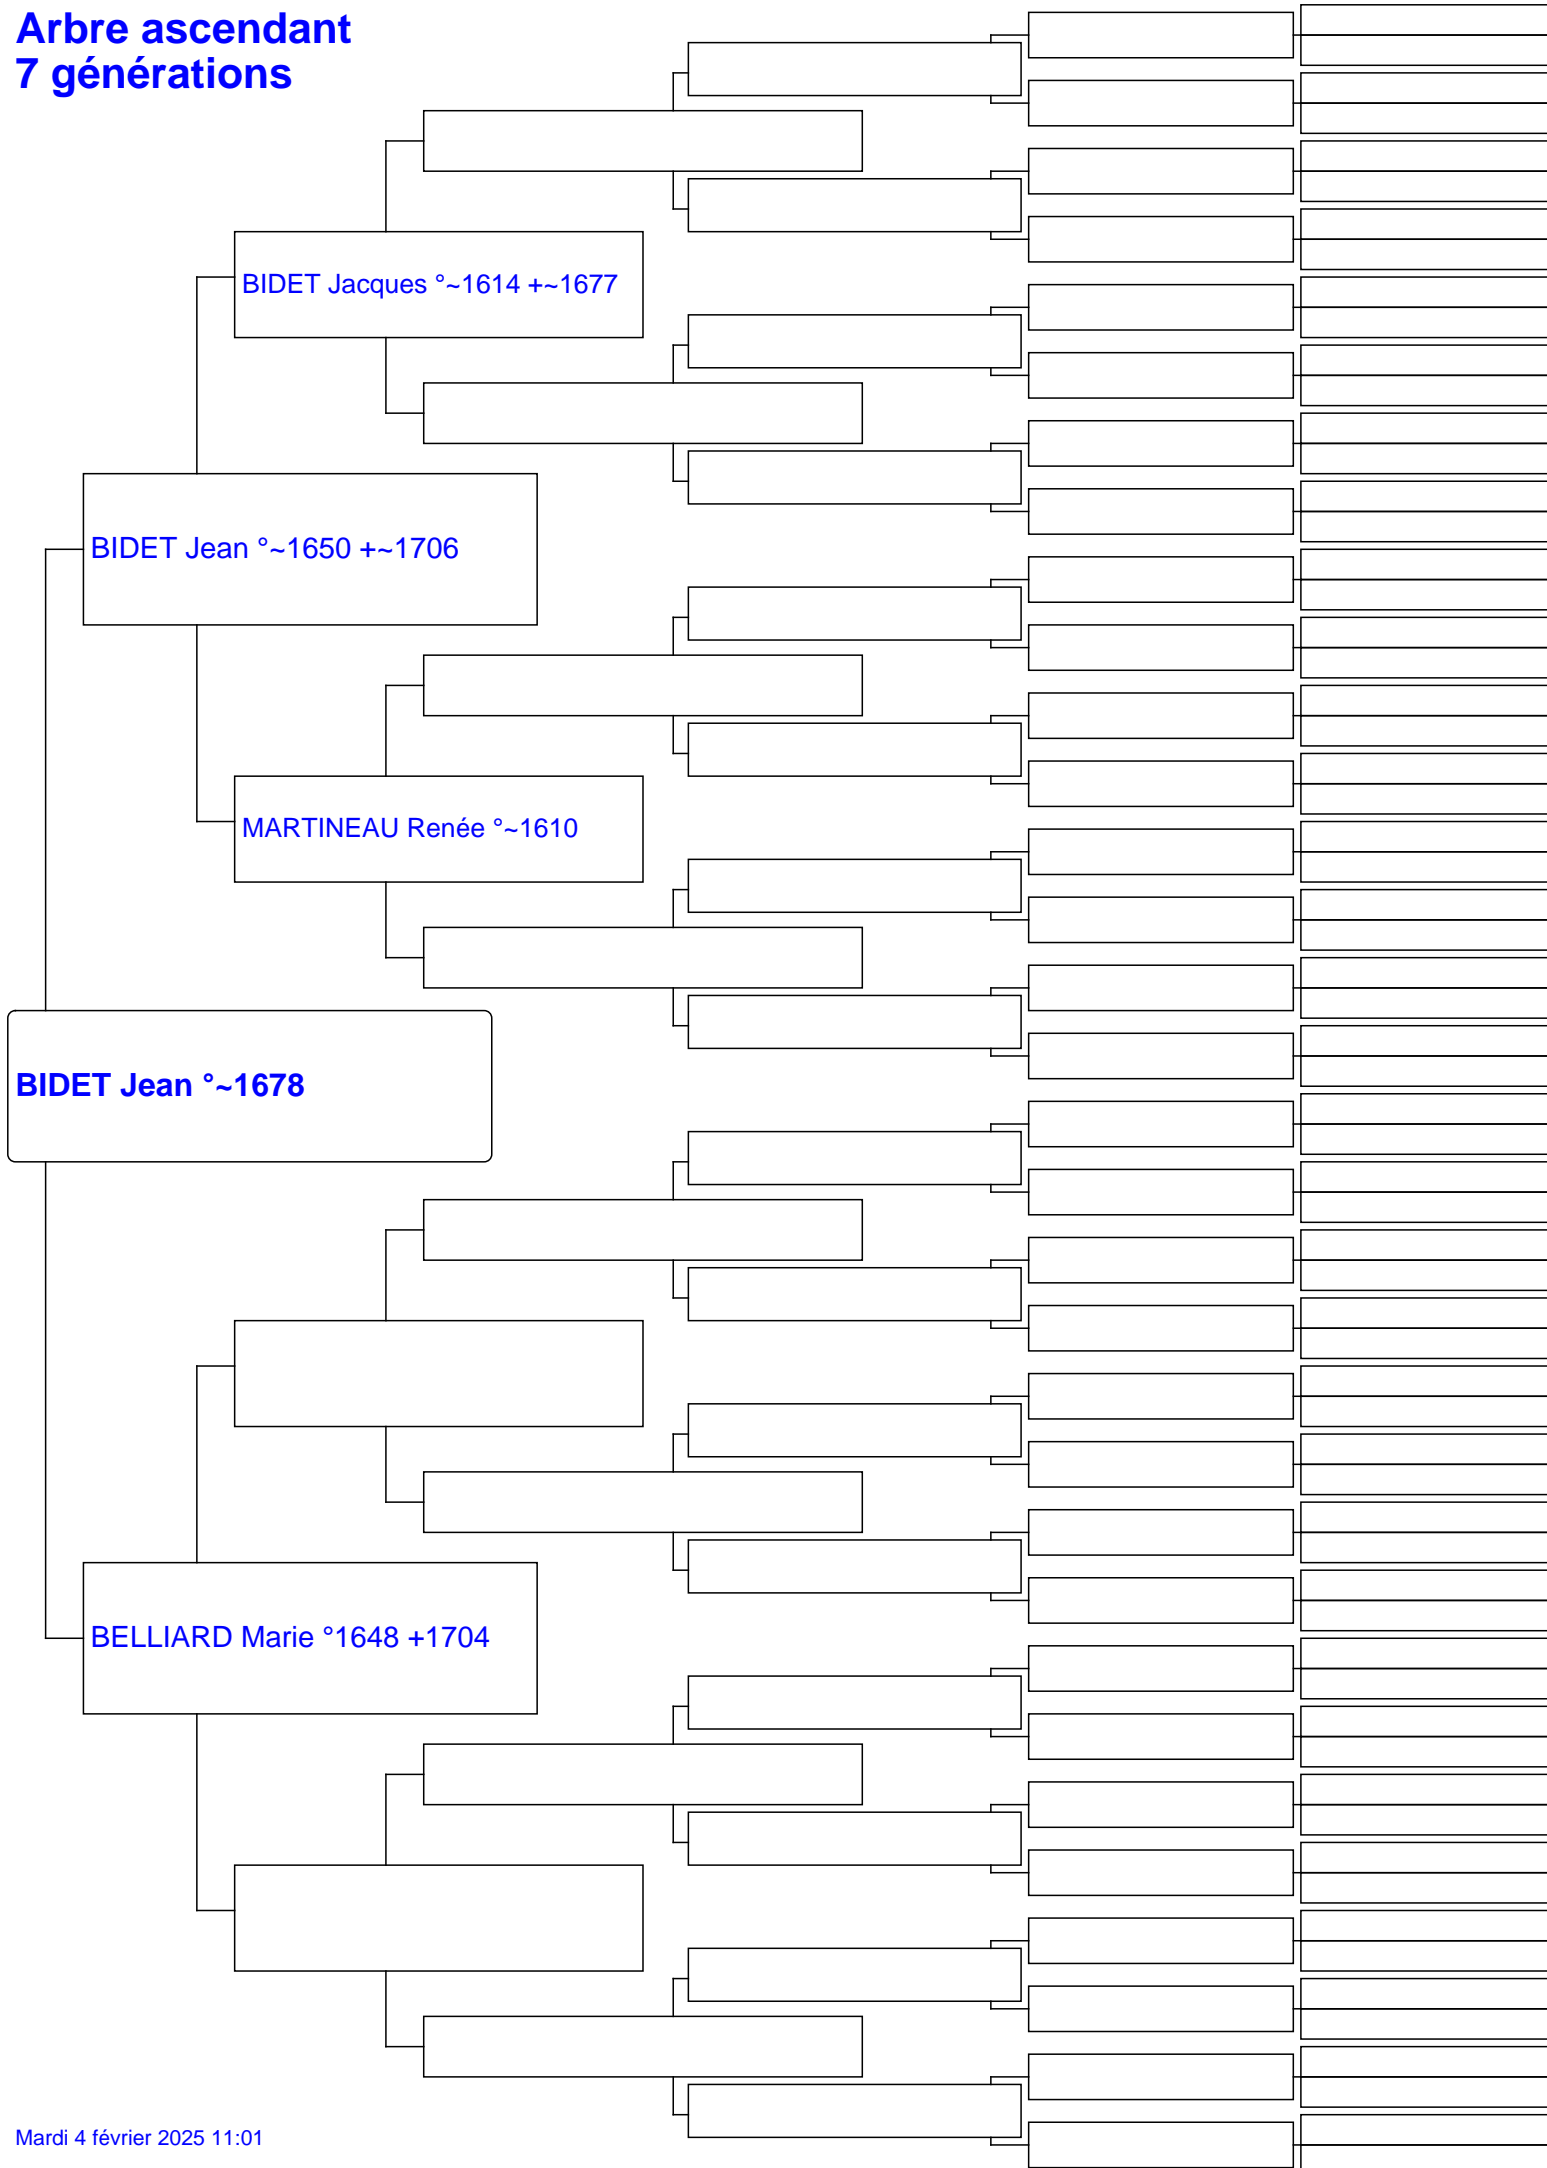 Arbre ascendant
7 générations
BIDET Jacques °~1614 +~1677
BIDET Jean °~1650 +~1706
MARTINEAU Renée °~1610
BIDET Jean °~1678
BELLIARD Marie °1648 +1704
Mardi 4 février 2025 11:01